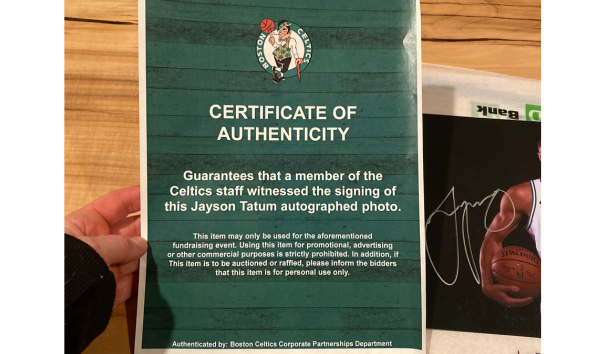 BOSTON CELTICS
CERTIFICATE OF
AUTHENTICITY
Guarantees that a member of the
Celtics staff witnessed the signing of
this Jayson Tatum autographed photo.
This item may only be used for the aforementioned
fundraising event. Using this item for promotional, advertising
or other commercial purposes is strictly prohibited. In addition, if
This item is to be auctioned or raffled, please inform the bidders
that this item is for personal use only.
Authenticated by: Boston Celtics Corporate Partnerships Department
Bank
SPALDING